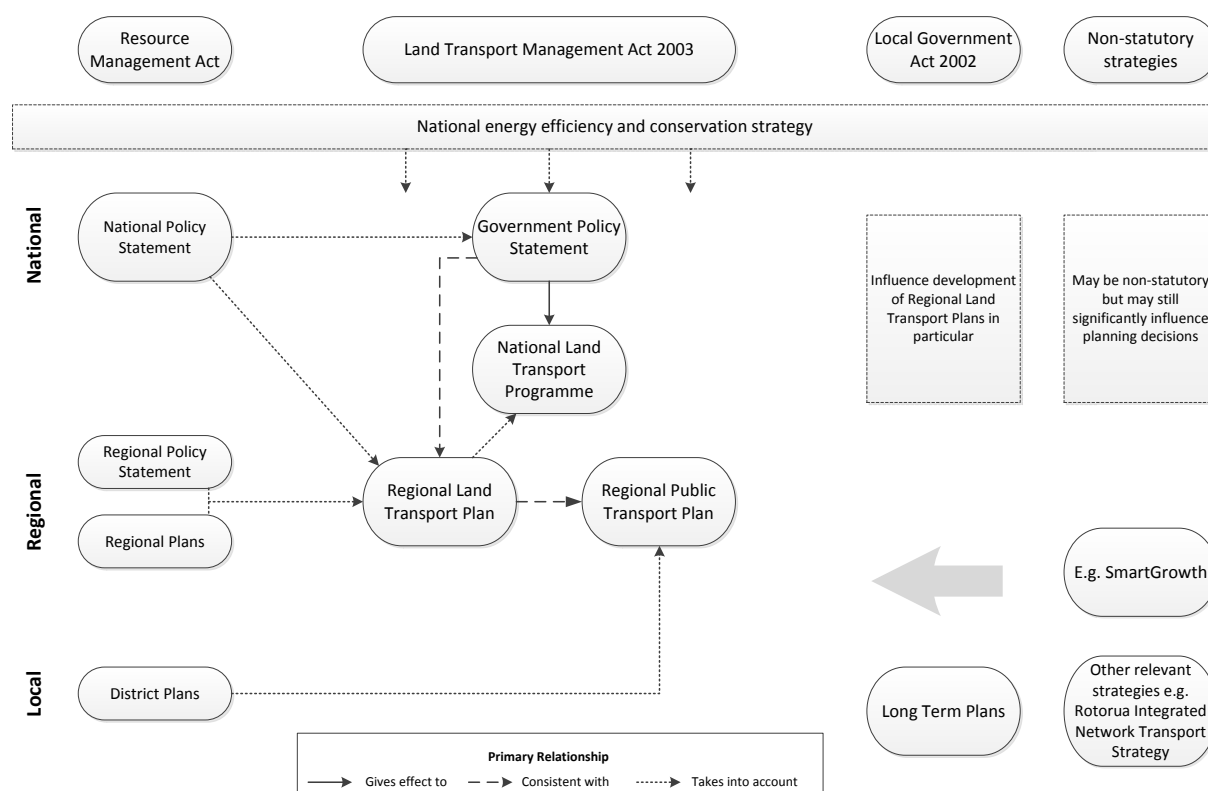 Resource
Management Act
Land Transport Management Act 2003
Local Government
Act 2002
Non-statutory
strategies
National energy efficiency and conservation strategy
National
National Policy
Statement
Government Policy
Statement
Influence development
of Regional Land
Transport Plans in
particular
May be non-statutory
but may still
significantly influence
planning decisions
National Land
Transport
Programme
Regional
Regional Policy
Statement
Regional Plans
Regional Land
Transport Plan
Regional Public
Transport Plan
E.g. SmartGrowth
Local
District Plans
Long Term Plans
Other relevant
strategies e.g.
Rotorua Integrated
Network Transport
Strategy
Primary Relationship
Gives effect to
Consistent with
Takes into account